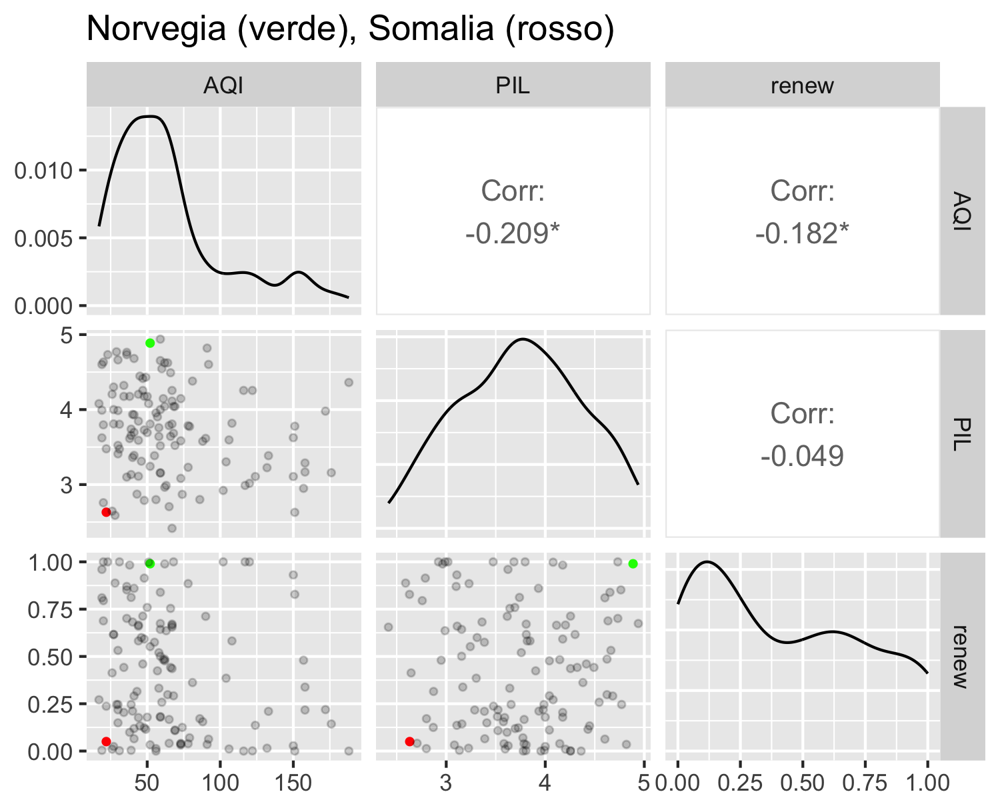 Norvegia (verde), Somalia (rosso)
AQI PIL renew
0.010
0.005
0.000
Corr:
-0.209*
Corr:
-0.182*
AQI
5
4
3
Corr:
-0.049
PIL
1.00
0.75
0.50
0.25
0.00
renew
50 100 150 3 4 5 0.00 0.25 0.50 0.75 1.00